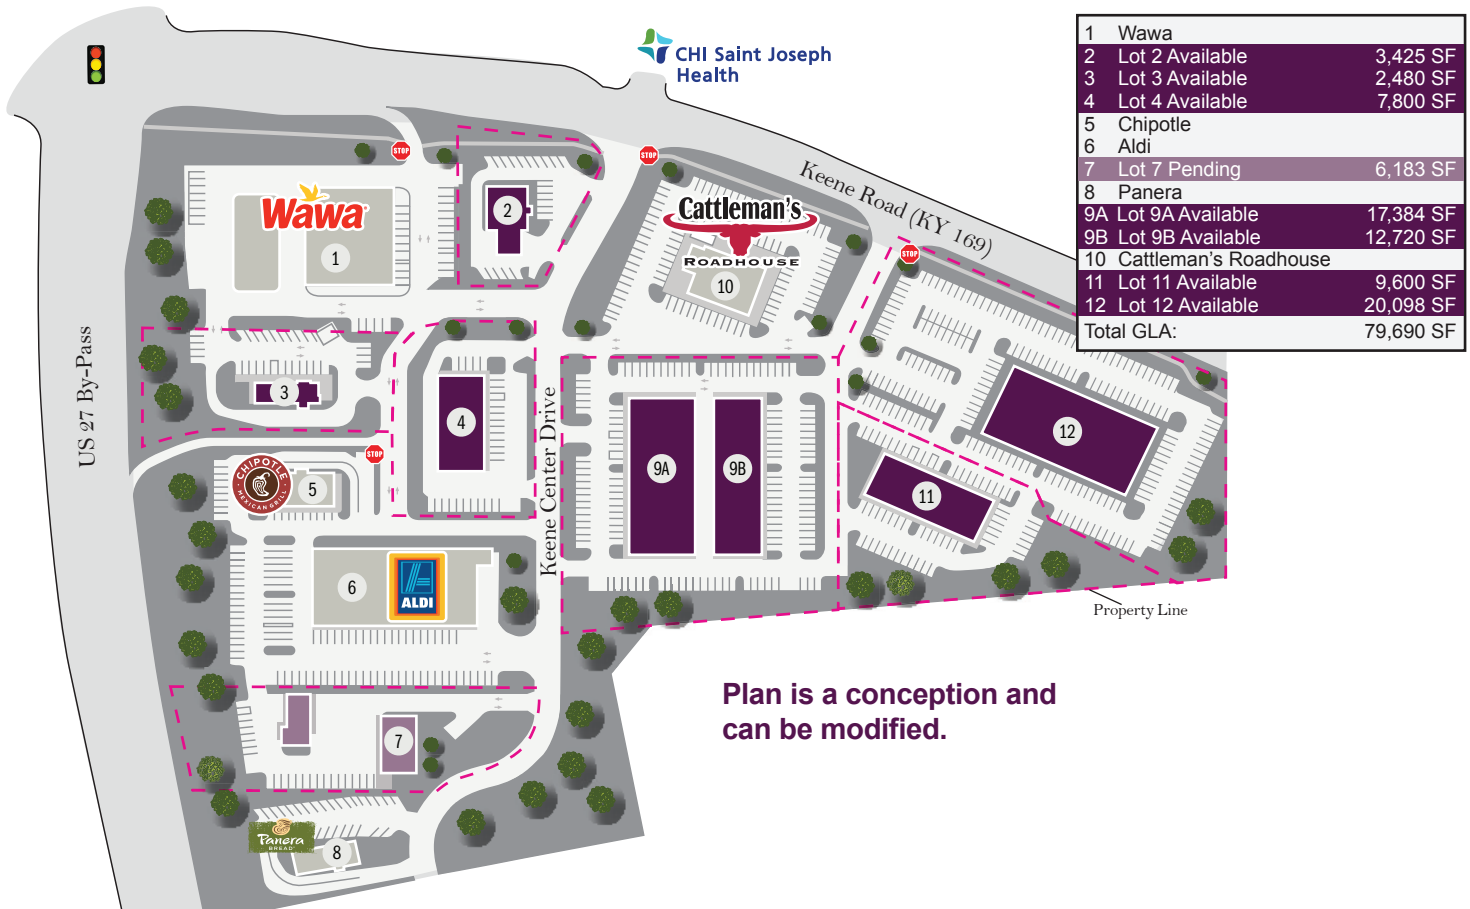 CHI Saint Joseph
Health
1 Wawa
2 Lot 2 Available 3,425 SF
3 Lot 3 Available 2,480 SF
4 Lot 4 Available 7,800 SF
5 Chipotle
6 Aldi
7 Lot 7 Pending 6,183 SF
8 Panera
9A Lot 9A Available 17,384 SF
9B Lot 9B Available 12,720 SF
10 Cattleman's Roadhouse
11 Lot 11 Available 9,600 SF
12 Lot 12 Available 20,098 SF
Total GLA: 79,690 SF
STOP
STOP
Keene Road (KY 169)
STOP
Wawa
1
2
Cattleman's
ROADHOUSE
10
US 27 By-Pass
3
4
Keene Center Drive
9A
9B
11
12
STOP
CHIPOTLE
MEXICAN GRILL
5
6
ALDI
Property Line
Plan is a conception and
can be modified.
7
Panera
BREAD
8